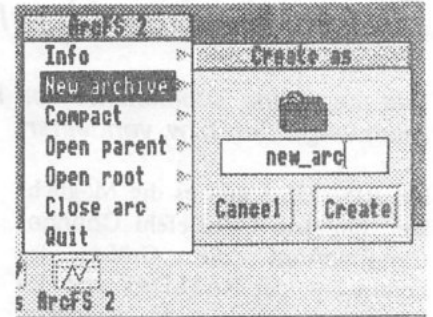 ArcFS 2
Info
New archive
Compact
Open parent
Open root
Close arc
Quit
Create as
new_arc
Cancel
Create
s ArcFS 2